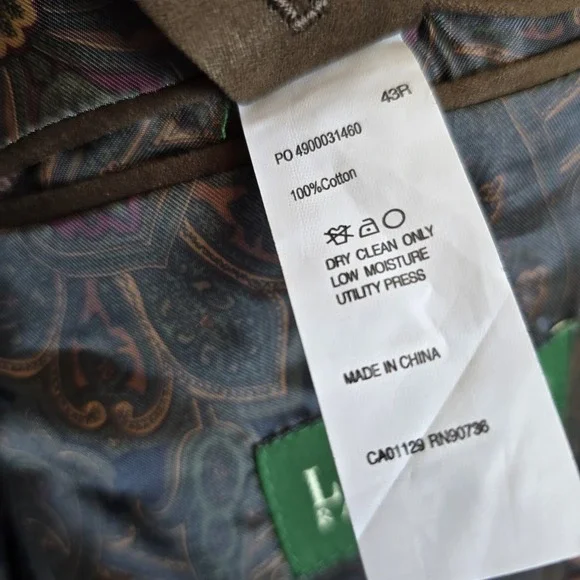 43R
PO 4900031460
100%Cotton
DRY CLEAN ONLY
LOW MOISTURE
UTILITY PRESS
MADE IN CHINA
CA01129 RN90736
L